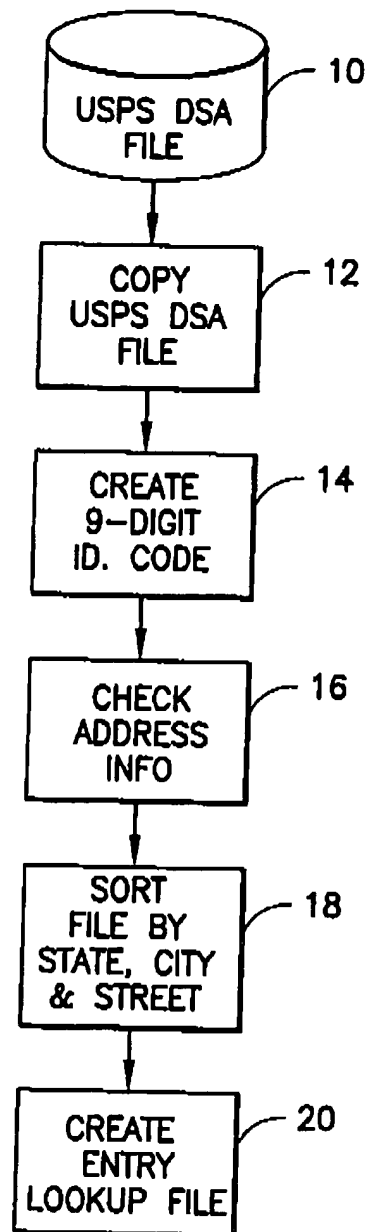 USPS DSA
FILE
10
COPY
USPS DSA
FILE
12
CREATE
9-DIGIT
ID. CODE
14
CHECK
ADDRESS
INFO
16
SORT
FILE BY
STATE, CITY
& STREET
18
CREATE
ENTRY
LOOKUP FILE
20